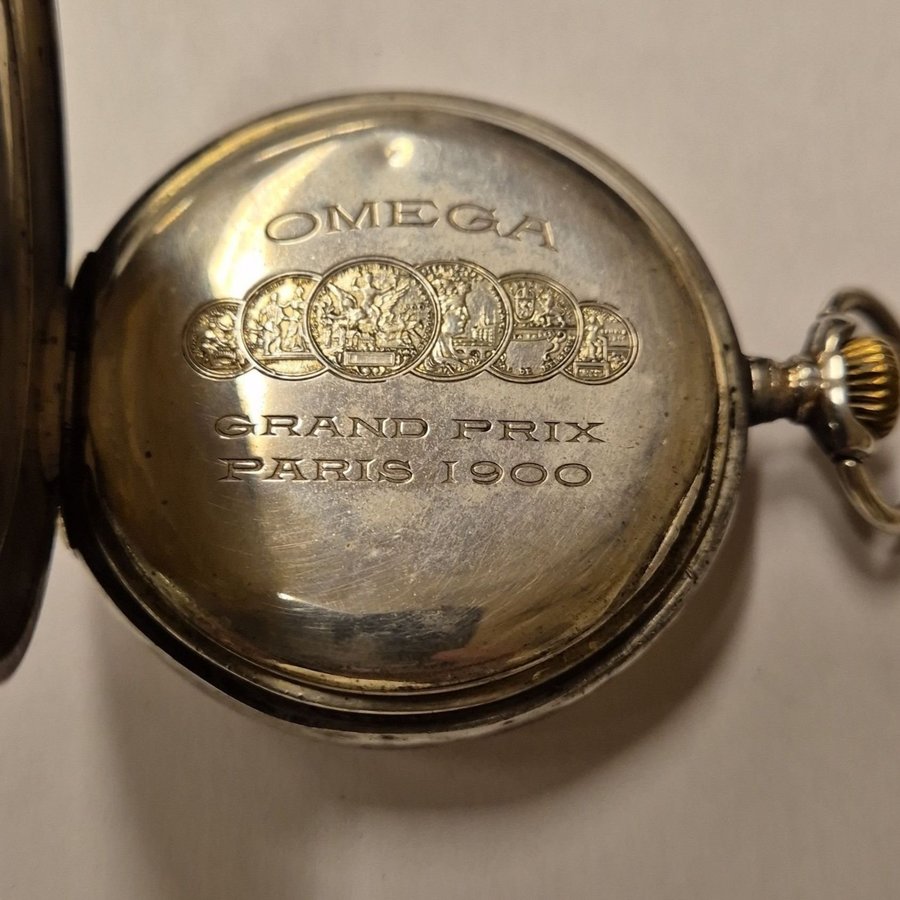 OMEGA
GRAND PRIX
PARIS 1900